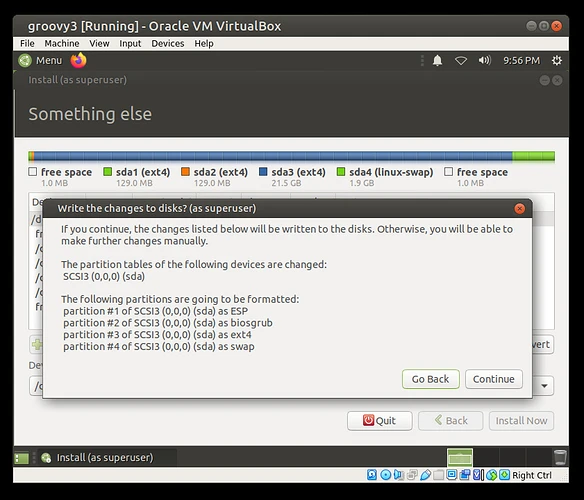 groovy3 [Running] - Oracle VM VirtualBox
File Machine View Input Devices Help
Menu 9:56 PM
Install (as superuser)
Something else
free space sda1 (ext4) sda2 (ext4) sda3 (ext4) sda4 (linux-swap) free space
1.0 MB 129.0 MB 129.0 MB 21.5 GB 1.9 GB 1.0 MB
Write the changes to disks? (as superuser)
If you continue, the changes listed below will be written to the disks. Otherwise, you will be able to
make further changes manually.
The partition tables of the following devices are changed:
SCSI3 (0,0,0) (sda)
The following partitions are going to be formatted:
partition #1 of SCSI3 (0,0,0) (sda) as ESP
partition #2 of SCSI3 (0,0,0) (sda) as biosgrub
partition #3 of SCSI3 (0,0,0) (sda) as ext4
partition #4 of SCSI3 (0,0,0) (sda) as swap
Go Back Continue
Quit Back Install Now
Install (as superuser)
Right Ctrl